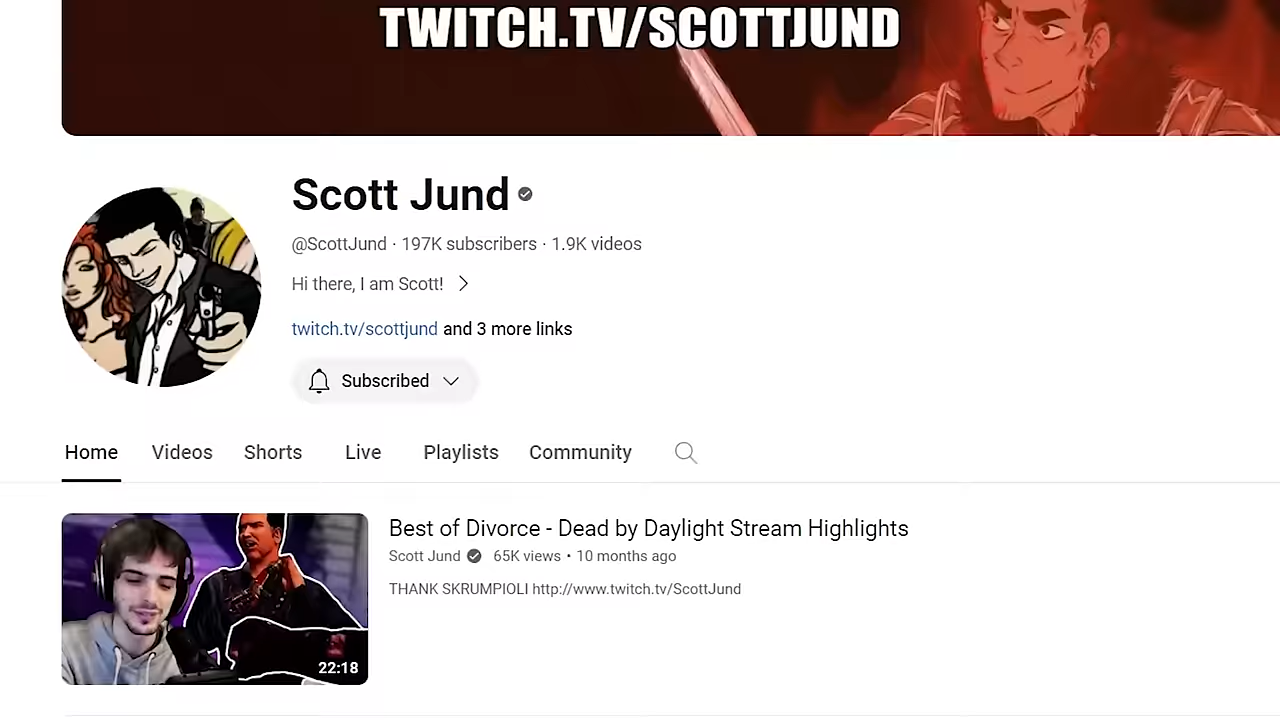 TWITCH.TV/SCOTTJUND
Scott Jund
@ScottJund · 197K subscribers · 1.9K videos
Hi there, I am Scott!
twitch.tv/scottjund and 3 more links
Subscribed
Home Videos Shorts Live Playlists Community
Best of Divorce - Dead by Daylight Stream Highlights
Scott Jund 65K views • 10 months ago
THANK SKRUMPIOLI http://www.twitch.tv/ScottJund
22:18